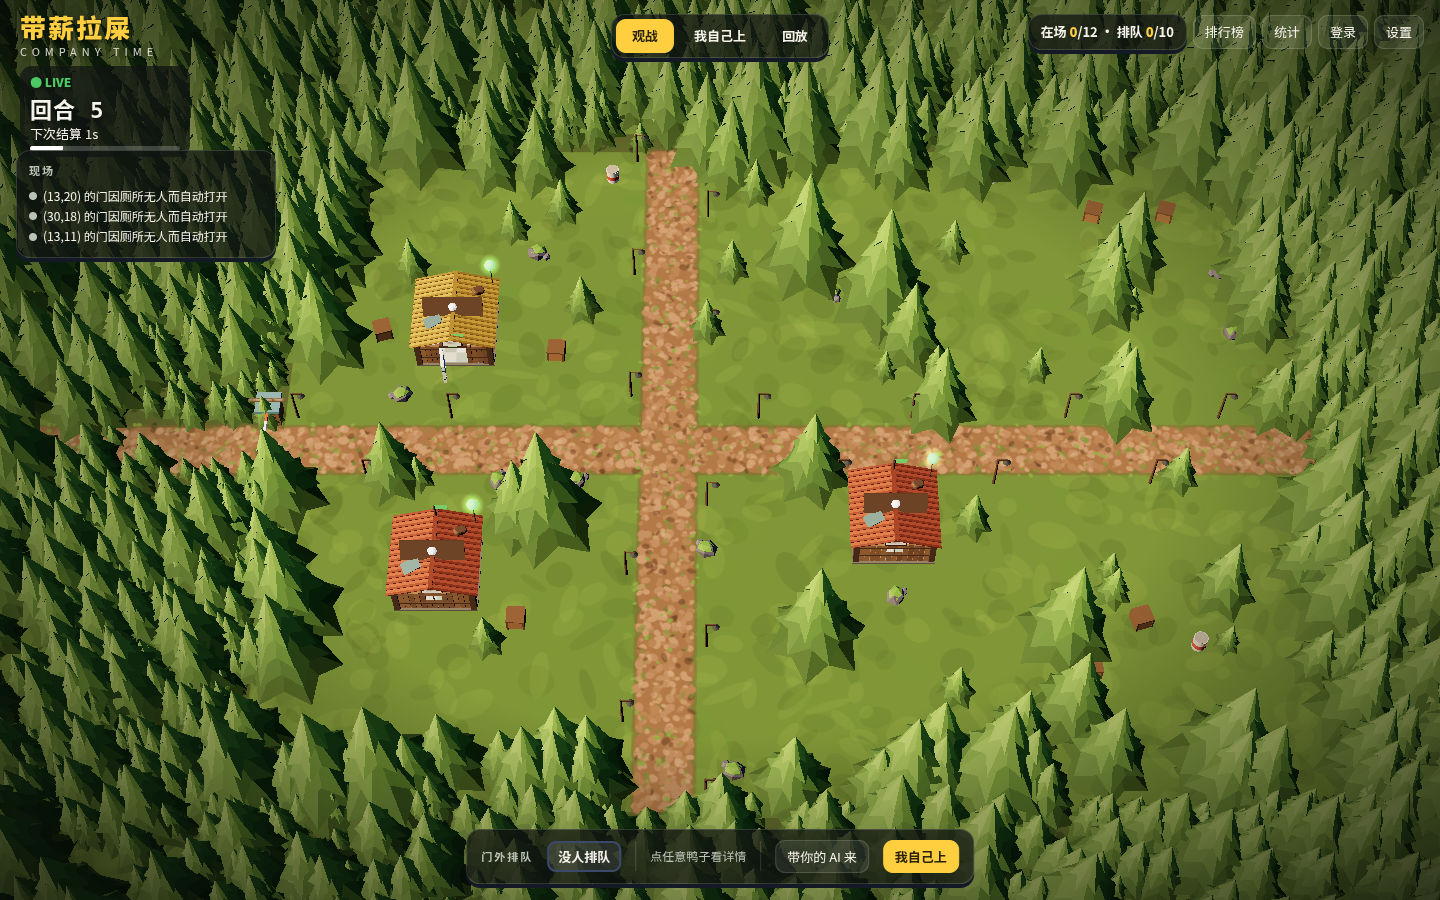 带薪拉屎
COMPANY TIME
LIVE
回合 5
下次结算 1s
现场
(13,20) 的门因厕所无人而自动打开
(30,18) 的门因厕所无人而自动打开
(13,11) 的门因厕所无人而自动打开
观战 我自己上 回放
在场 0/12 · 排队 0/10 排行榜 统计 登录 设置
门外排队 没人排队 点任意鸭子看详情 带你的 AI 来 我自己上